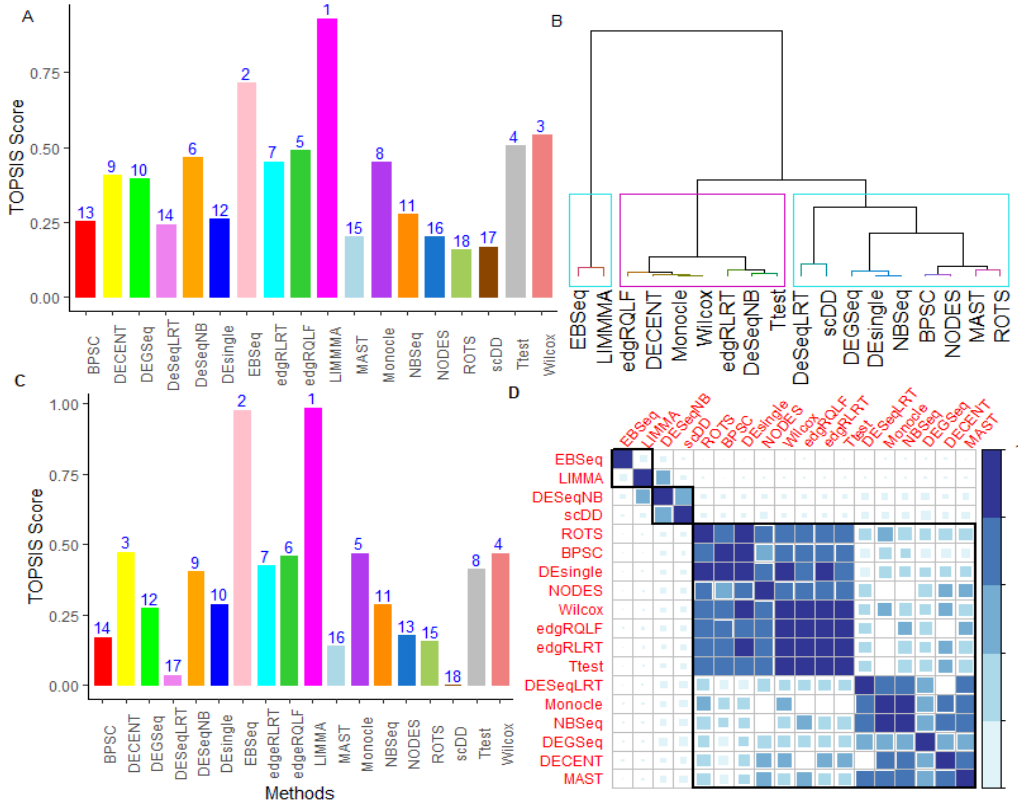 A
TOPSIS Score
0.75
0.50
0.25
0.00
13
9
10
14
6
12
2
7
5
1
15
8
11
16
18
17
4
3
BPSC
DECENT
DEGSeq
DeSeqLRT
DeSeqNB
DEsingle
EBSeq
edgRLRT
edgRQLF
LIMMMA
MAST
Monocle
NBSeq
NODES
ROTS
scDD
Ttest
Wilcox
B
EBSeq
LIMMMA
edgRQLF
DECENT
Monocle
Wilcox
edgRLRT
DeSeqNB
Ttest
DeSeqLRT
scDD
DEGSeq
DEsingle
NBSeq
BPSC
NODES
MAST
ROTS
C
TOPSIS Score
1.00
0.75
0.50
0.25
0.00
14
3
12
17
9
10
2
7
6
1
16
5
11
13
15
18
8
4
BPSC
DECENT
DEGSeq
DESeqLRT
DESeqNB
DEsingle
EBSeq
edgeRLRT
edgeRQLF
LIMMA
MAST
Monocle
NBSeq
NODES
ROTS
scDD
Ttest
Wilcox
Methods
D
EBSeq
LIMMA
DESeqNB
scDD
ROTS
BPSC
DEsingle
NODES
Wilcox
edgRQLF
edgRLRT
Ttest
DESeqLRT
Monocle
NBSeq
DEGSeq
DECENT
MAST
EBSeq
LIMMA
DESeqNB
scDD
ROTS
BPSC
DEsingle
NODES
Wilcox
edgRQLF
edgRLRT
Ttest
DESeqLRT
Monocle
NBSeq
DEGSeq
DECENT
MAST